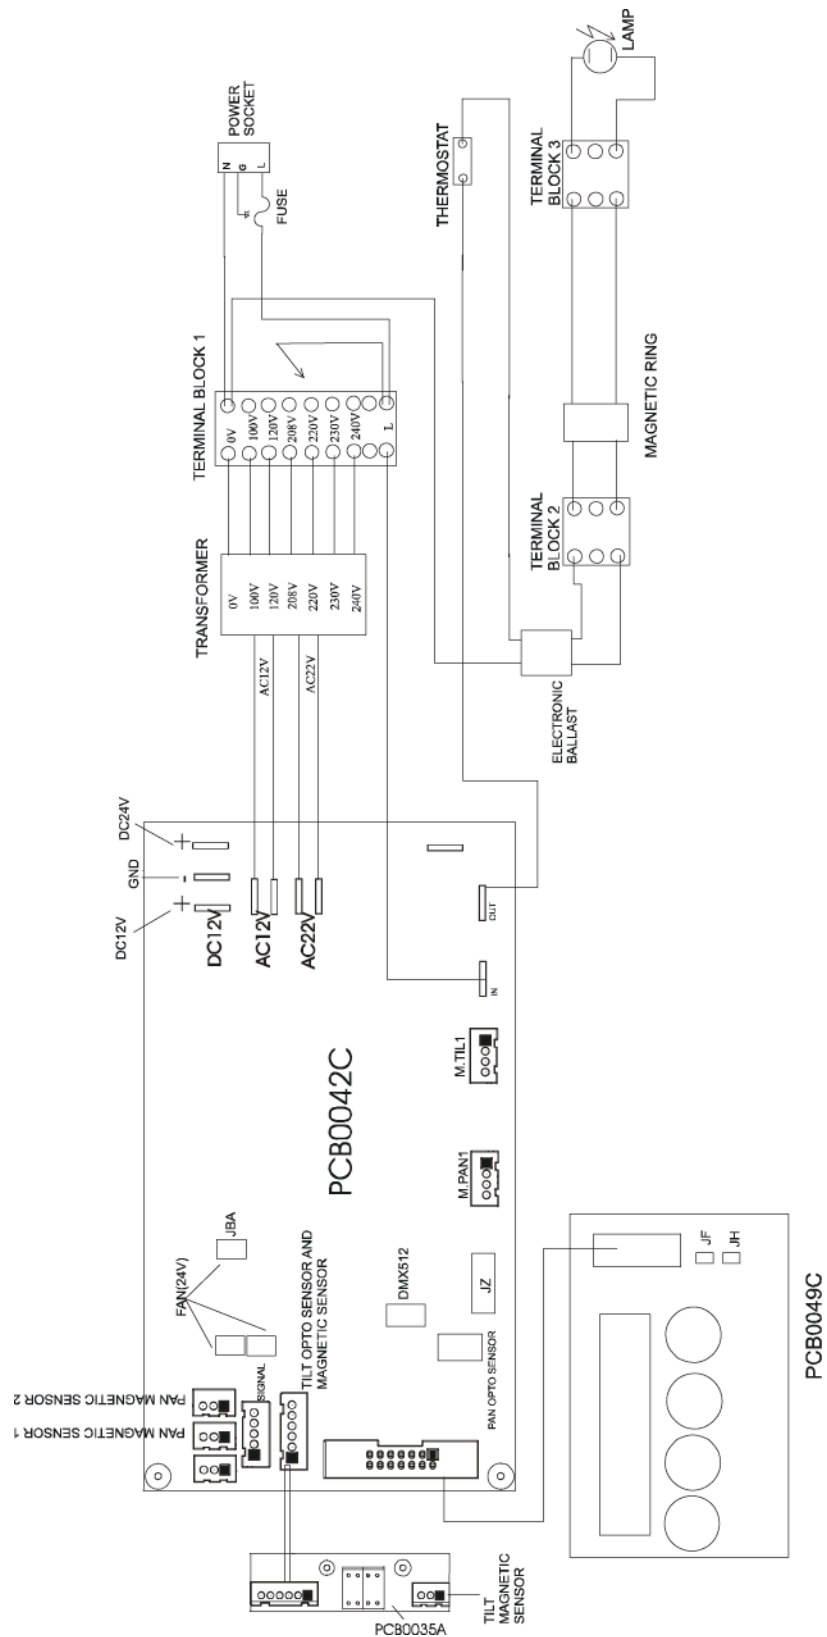 LAMP
POWER
SOCKET
N
G
L
FUSE
THERMOSTAT
TERMINAL
BLOCK 3
TERMINAL BLOCK 1
0V
100V
120V
208V
220V
230V
240V
L
MAGNETIC RING
TERMINAL
BLOCK 2
TRANSFORMER
0V
100V
120V
208V
220V
230V
240V
AC12V
AC22V
ELECTRONIC
BALLAST
DC24V
GND
DC12V
+
-
+
DC12V
AC12V
AC22V
OUT
IN
PCB0042C
M.TIL1
M.PAN1
JBA
FAN(24V)
TILT OPTO SENSOR AND
MAGNETIC SENSOR
DMX512
JZ
PAN OPTO SENSOR
SIGNAL
PAN MAGNETIC SENSOR 2
PAN MAGNETIC SENSOR 1
JF
JH
PCB0049C
TILT
MAGNETIC
SENSOR
PCB0035A